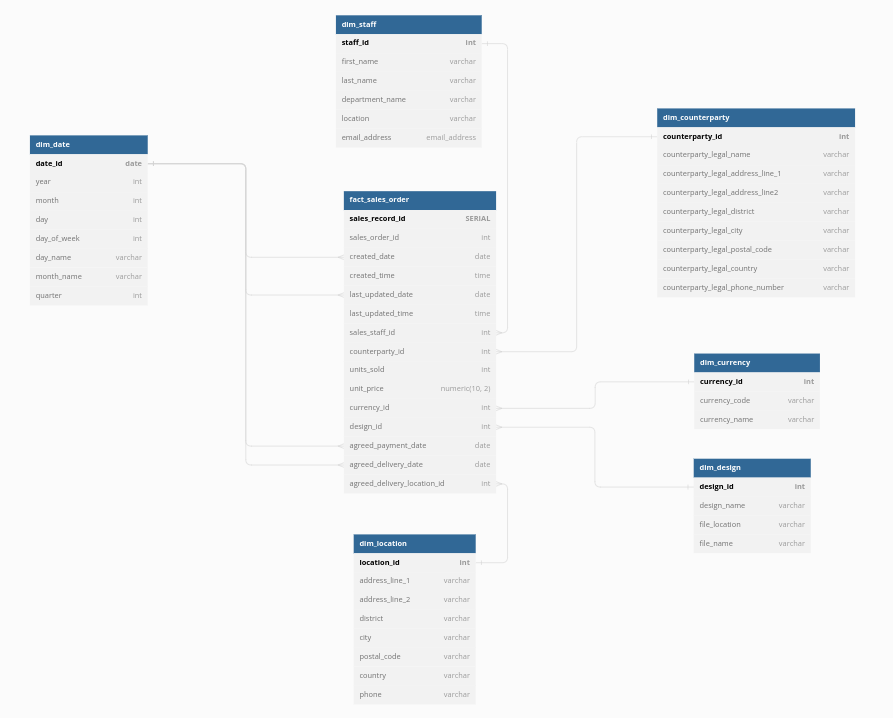 dim_staff
staff_id int
first_name varchar
last_name varchar
department_name varchar
location varchar
email_address email_address
dim_date
date_id date
year int
month int
day int
day_of_week int
day_name varchar
month_name varchar
quarter int
fact_sales_order
sales_record_id SERIAL
sales_order_id int
created_date date
created_time time
last_updated_date date
last_updated_time time
sales_staff_id int
counterparty_id int
units_sold int
unit_price numeric(10, 2)
currency_id int
design_id int
agreed_payment_date date
agreed_delivery_date date
agreed_delivery_location_id int
dim_counterparty
counterparty_id int
counterparty_legal_name varchar
counterparty_legal_address_line_1 varchar
counterparty_legal_address_line2 varchar
counterparty_legal_district varchar
counterparty_legal_city varchar
counterparty_legal_postal_code varchar
counterparty_legal_country varchar
counterparty_legal_phone_number varchar
dim_currency
currency_id int
currency_code varchar
currency_name varchar
dim_design
design_id int
design_name varchar
file_location varchar
file_name varchar
dim_location
location_id int
address_line_1 varchar
address_line_2 varchar
district varchar
city varchar
postal_code varchar
country varchar
phone varchar